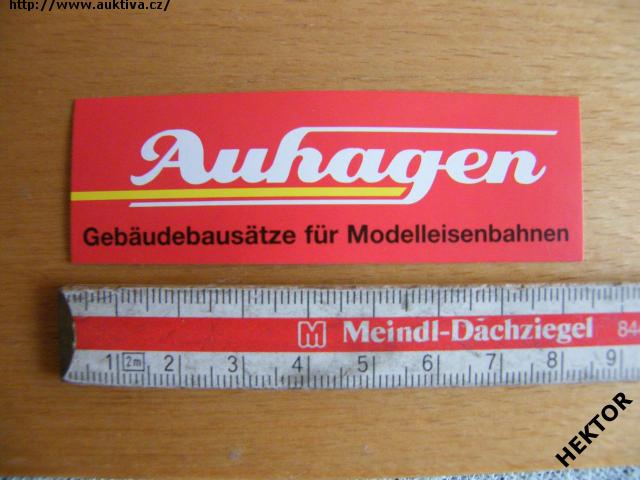 http://www.auktiva.cz/
Auhagen
Gebäudebausätze für Modelleisenbahnen
M Meindl-Dachziegel 844
1 2m 2 3 4 5 6 7 8 9
HEKTOR